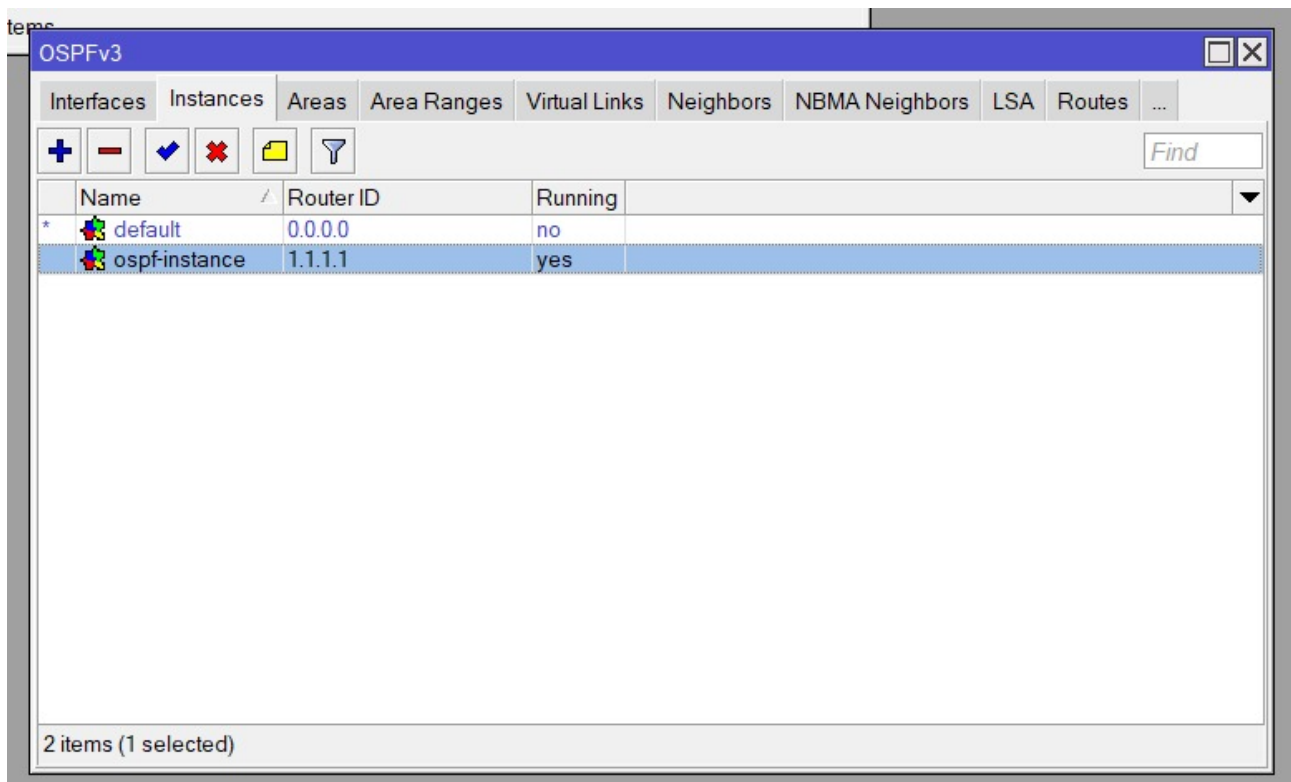 tems
OSPFv3
Interfaces Instances Areas Area Ranges Virtual Links Neighbors NBMA Neighbors LSA Routes ...
Find
Name Router ID Running
* default 0.0.0.0 no
ospf-instance 1.1.1.1 yes
2 items (1 selected)